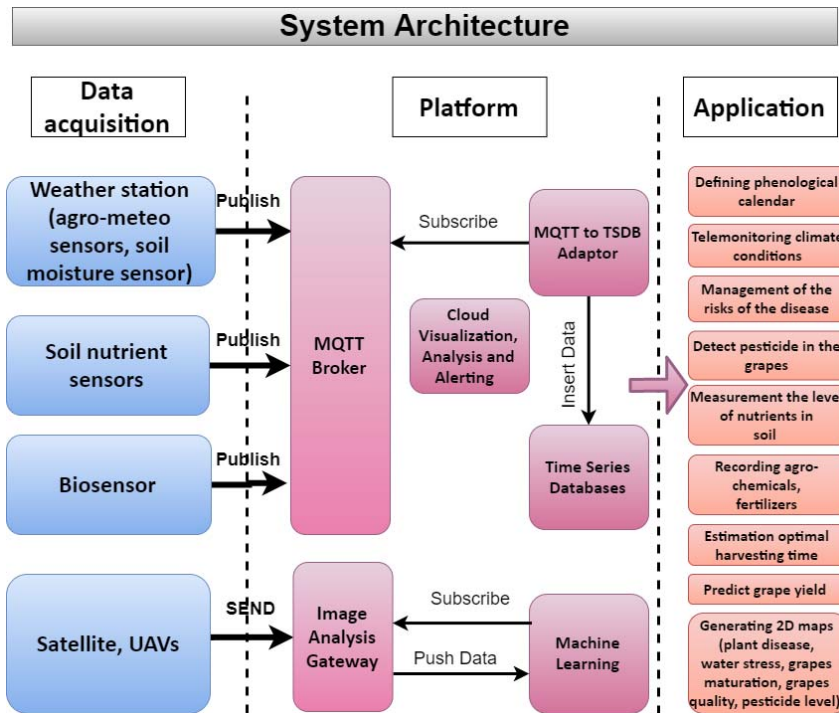 System Architecture
Data
acquisition
Platform
Application
Weather station
(agro-meteo
sensors, soil
moisture sensor)
Publish
Soil nutrient
sensors
Publish
Biosensor
Publish
Satellite, UAVs
SEND
MQTT
Broker
Subscribe
MQTT to TSDB
Adaptor
Cloud
Visualization,
Analysis and
Alerting
Insert Data
Time Series
Databases
Image
Analysis
Gateway
Subscribe
Push Data
Machine
Learning
Defining phenological
calendar
Telemonitoring climate
conditions
Management of the
risks of the disease
Detect pesticide in the
grapes
Measurement the level
of nutrients in
soil
Recording agro-
chemicals,
fertilizers
Estimation optimal
harvesting time
Predict grape yield
Generating 2D maps
(plant disease,
water stress, grapes
maturation, grapes
quality, pesticide level)